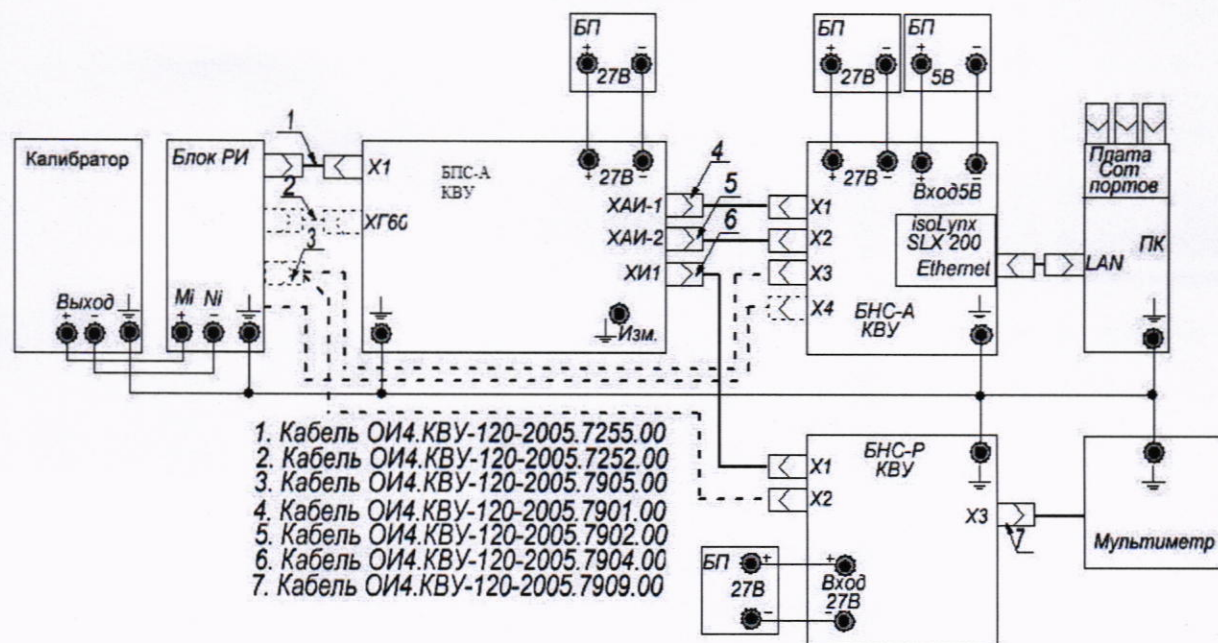 БП
+ −
27В
БП
+ −
27В
БП
+ −
5В
Калибратор
Выход
+ −
Блок РИ
Mi Ni
+ −
1
2
3
X1
ХГ60
БПС-А
КВУ
+ −
27В
ХАИ-1
ХАИ-2
ХИ1
Изм.
4
5
6
+ −
27В
+ −
Вход5В
X1
X2
X3
X4
isoLynx
SLX 200
Ethernet
БНС-А
КВУ
Плата
Com
портов
ПК
LAN
1. Кабель ОИ4.КВУ-120-2005.7255.00
2. Кабель ОИ4.КВУ-120-2005.7252.00
3. Кабель ОИ4.КВУ-120-2005.7905.00
4. Кабель ОИ4.КВУ-120-2005.7901.00
5. Кабель ОИ4.КВУ-120-2005.7902.00
6. Кабель ОИ4.КВУ-120-2005.7904.00
7. Кабель ОИ4.КВУ-120-2005.7909.00
X1
X2
БНС-Р
КВУ
X3
7
Мультиметр
БП
+
27В
−
+
Вход
27В
−